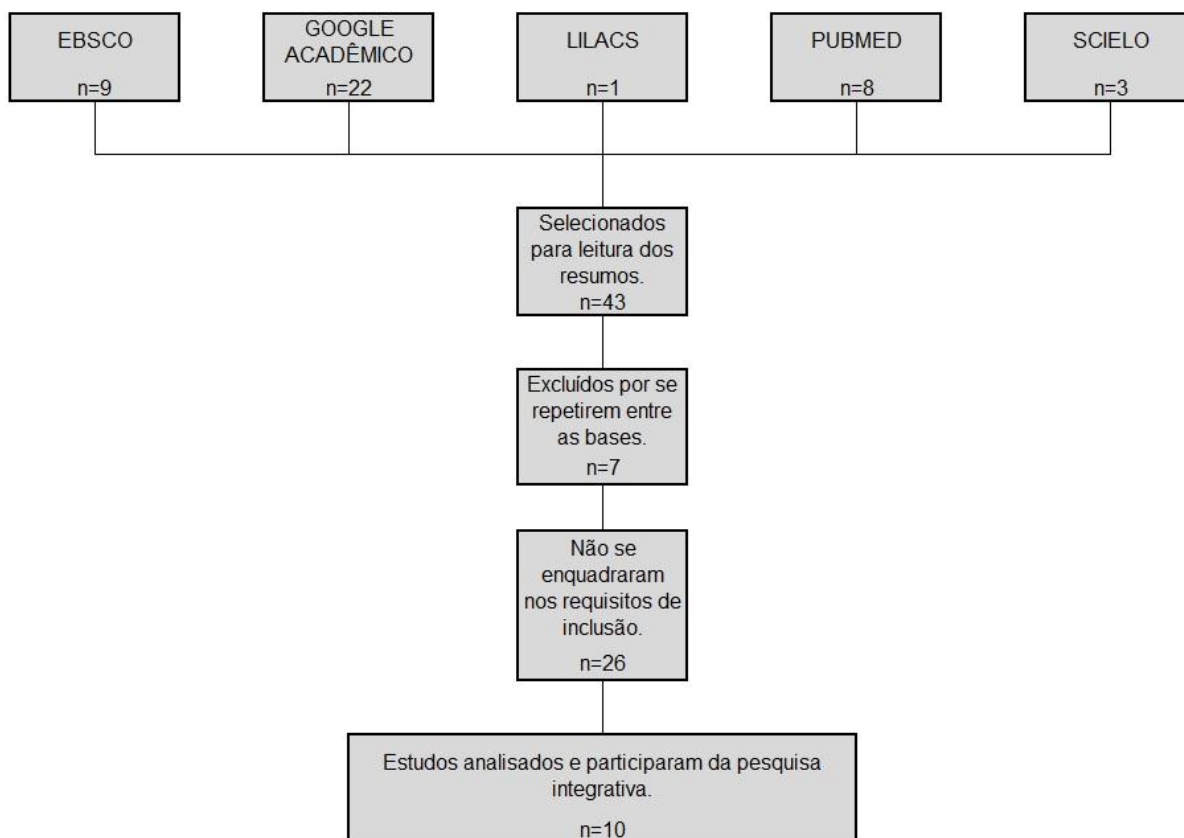 EBSCO
n=9
GOOGLE
ACADÊMICO
n=22
LILACS
n=1
PUBMED
n=8
SCIELO
n=3
Selecionados
para leitura dos
resumos.
n=43
Excluídos por se
repetirem entre
as bases.
n=7
Não se
enquadraram
nos requisitos de
inclusão.
n=26
Estudos analisados e participaram da pesquisa
integrativa.
n=10